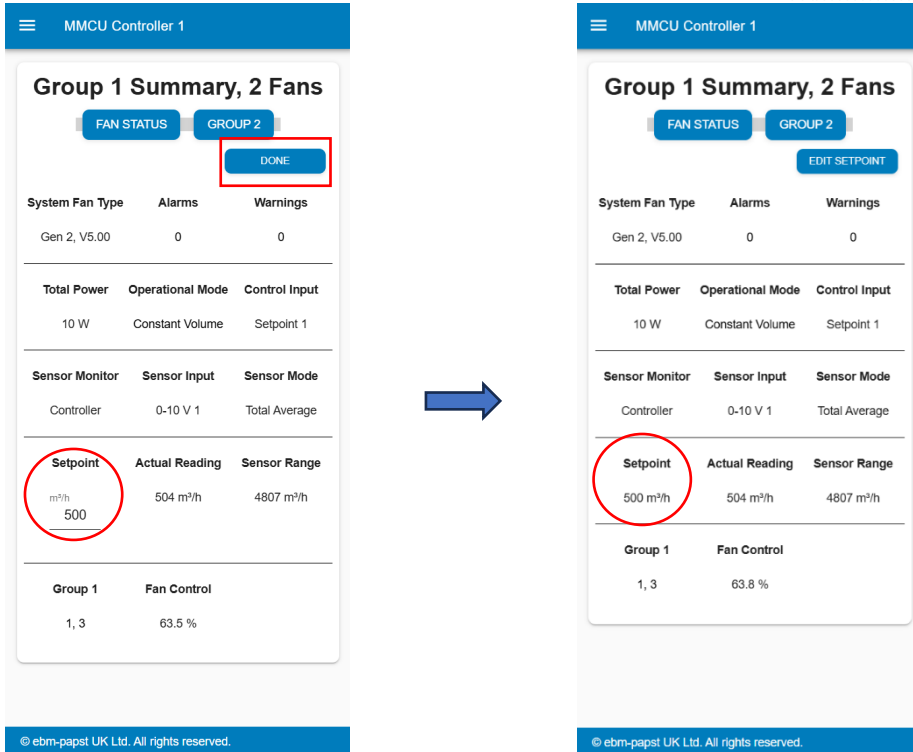 MMCU Controller 1
Group 1 Summary, 2 Fans
FAN STATUS GROUP 2
DONE
System Fan Type Alarms Warnings
Gen 2, V5.00 0 0
Total Power Operational Mode Control Input
10 W Constant Volume Setpoint 1
Sensor Monitor Sensor Input Sensor Mode
Controller 0-10 V 1 Total Average
Setpoint Actual Reading Sensor Range
m³/h 504 m³/h 4807 m³/h
500
Group 1 Fan Control
1, 3 63.5 %
© ebm-papst UK Ltd. All rights reserved.
MMCU Controller 1
Group 1 Summary, 2 Fans
FAN STATUS GROUP 2
EDIT SETPOINT
System Fan Type Alarms Warnings
Gen 2, V5.00 0 0
Total Power Operational Mode Control Input
10 W Constant Volume Setpoint 1
Sensor Monitor Sensor Input Sensor Mode
Controller 0-10 V 1 Total Average
Setpoint Actual Reading Sensor Range
500 m³/h 504 m³/h 4807 m³/h
Group 1 Fan Control
1, 3 63.8 %
© ebm-papst UK Ltd. All rights reserved.